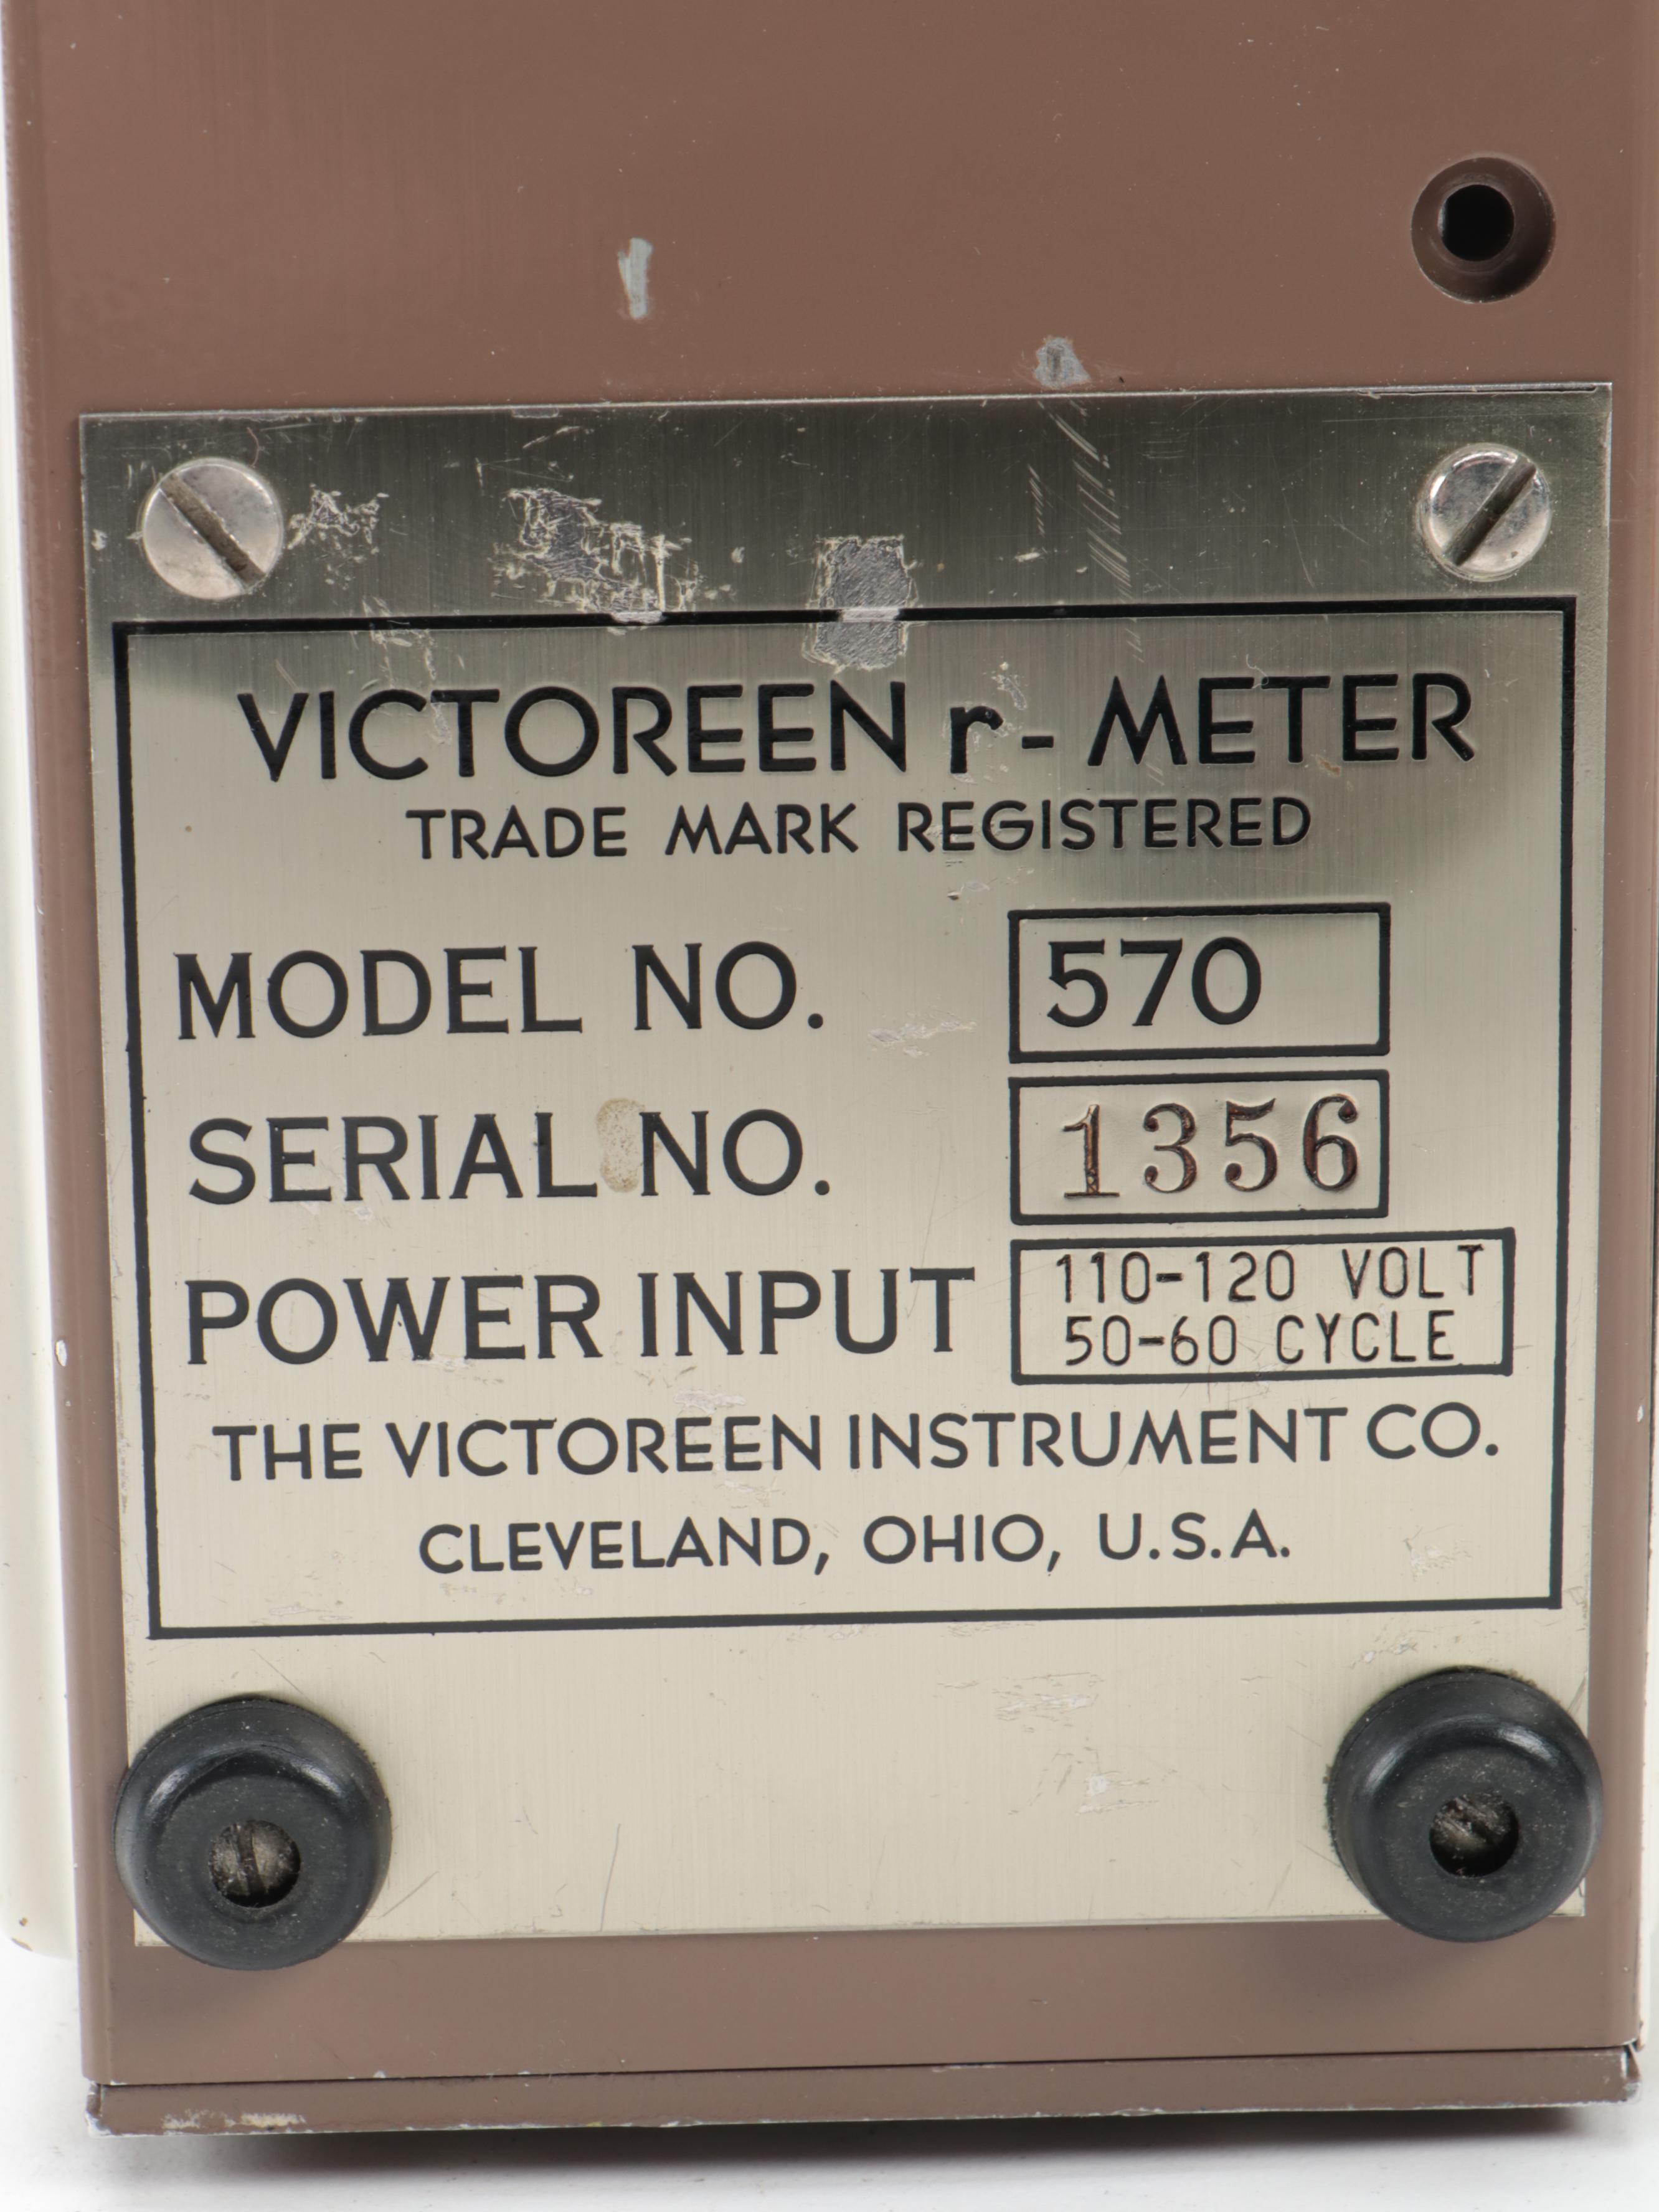 VICTOREEN r-METER
TRADE MARK REGISTERED
MODEL NO. 570
SERIAL NO. 1356
POWER INPUT 110-120 VOLT
50-60 CYCLE
THE VICTOREEN INSTRUMENT CO.
CLEVELAND, OHIO, U.S.A.